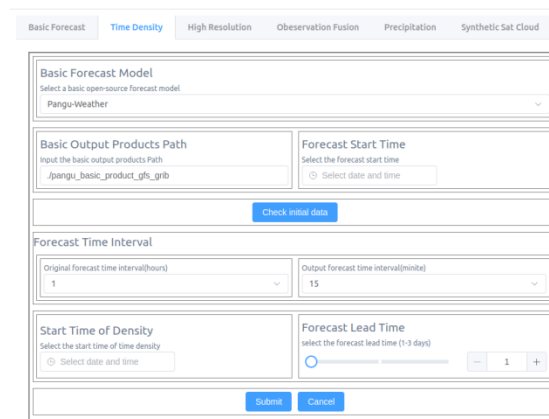 Basic Forecast Time Density High Resolution Obeservation Fusion Precipitation Synthetic Sat Cloud
Basic Forecast Model
Select a basic open-source forecast model
Pangu-Weather
Basic Output Products Path
Input the basic output products Path
./pangu_basic_product_gfs_grib
Forecast Start Time
Select the forecast start time
Select date and time
Check initial data
Forecast Time Interval
Original forecast time interval(hours)
1
Output forecast time interval(minite)
15
Start Time of Density
Select the start time of time density
Select date and time
Forecast Lead Time
select the forecast lead time (1-3 days)
− 1 +
Submit Cancel